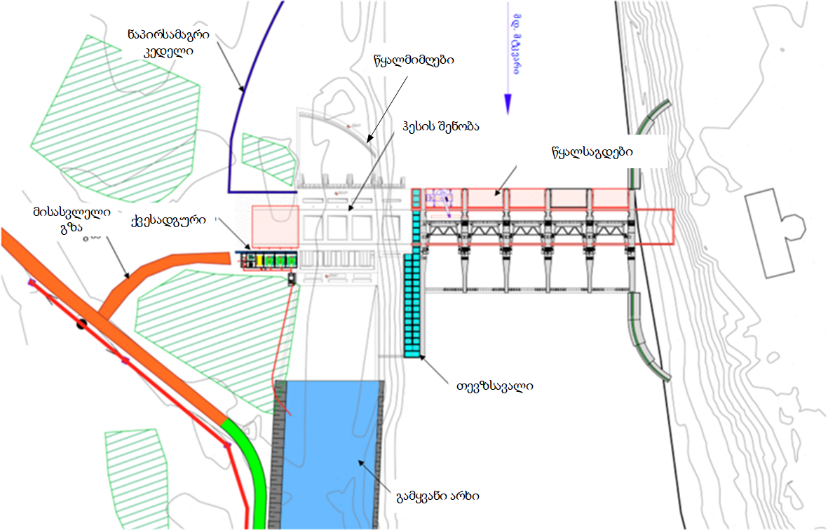 ნაპირსამაგრი
კედელი
წყალმიმღები
მდ. მტკვარი
ჰესის შენობა
წყალსაგდები
მისასვლელი
გზა
ქვესადგური
თევზსავალი
გამყვანი არხი